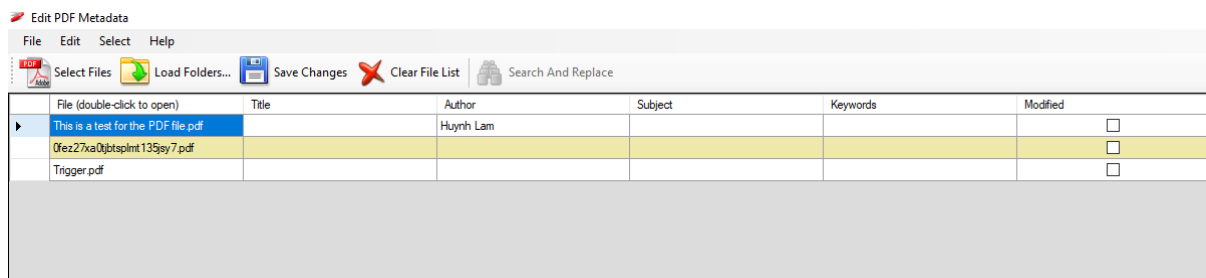 Edit PDF Metadata
File Edit Select Help
PDF Adobe Select Files Load Folders... Save Changes Clear File List Search And Replace
File (double-click to open) Title Author Subject Keywords Modified
This is a test for the PDF file.pdf Huynh Lam
0fez27xa0tjbtsplmt135jsy7.pdf
Trigger.pdf